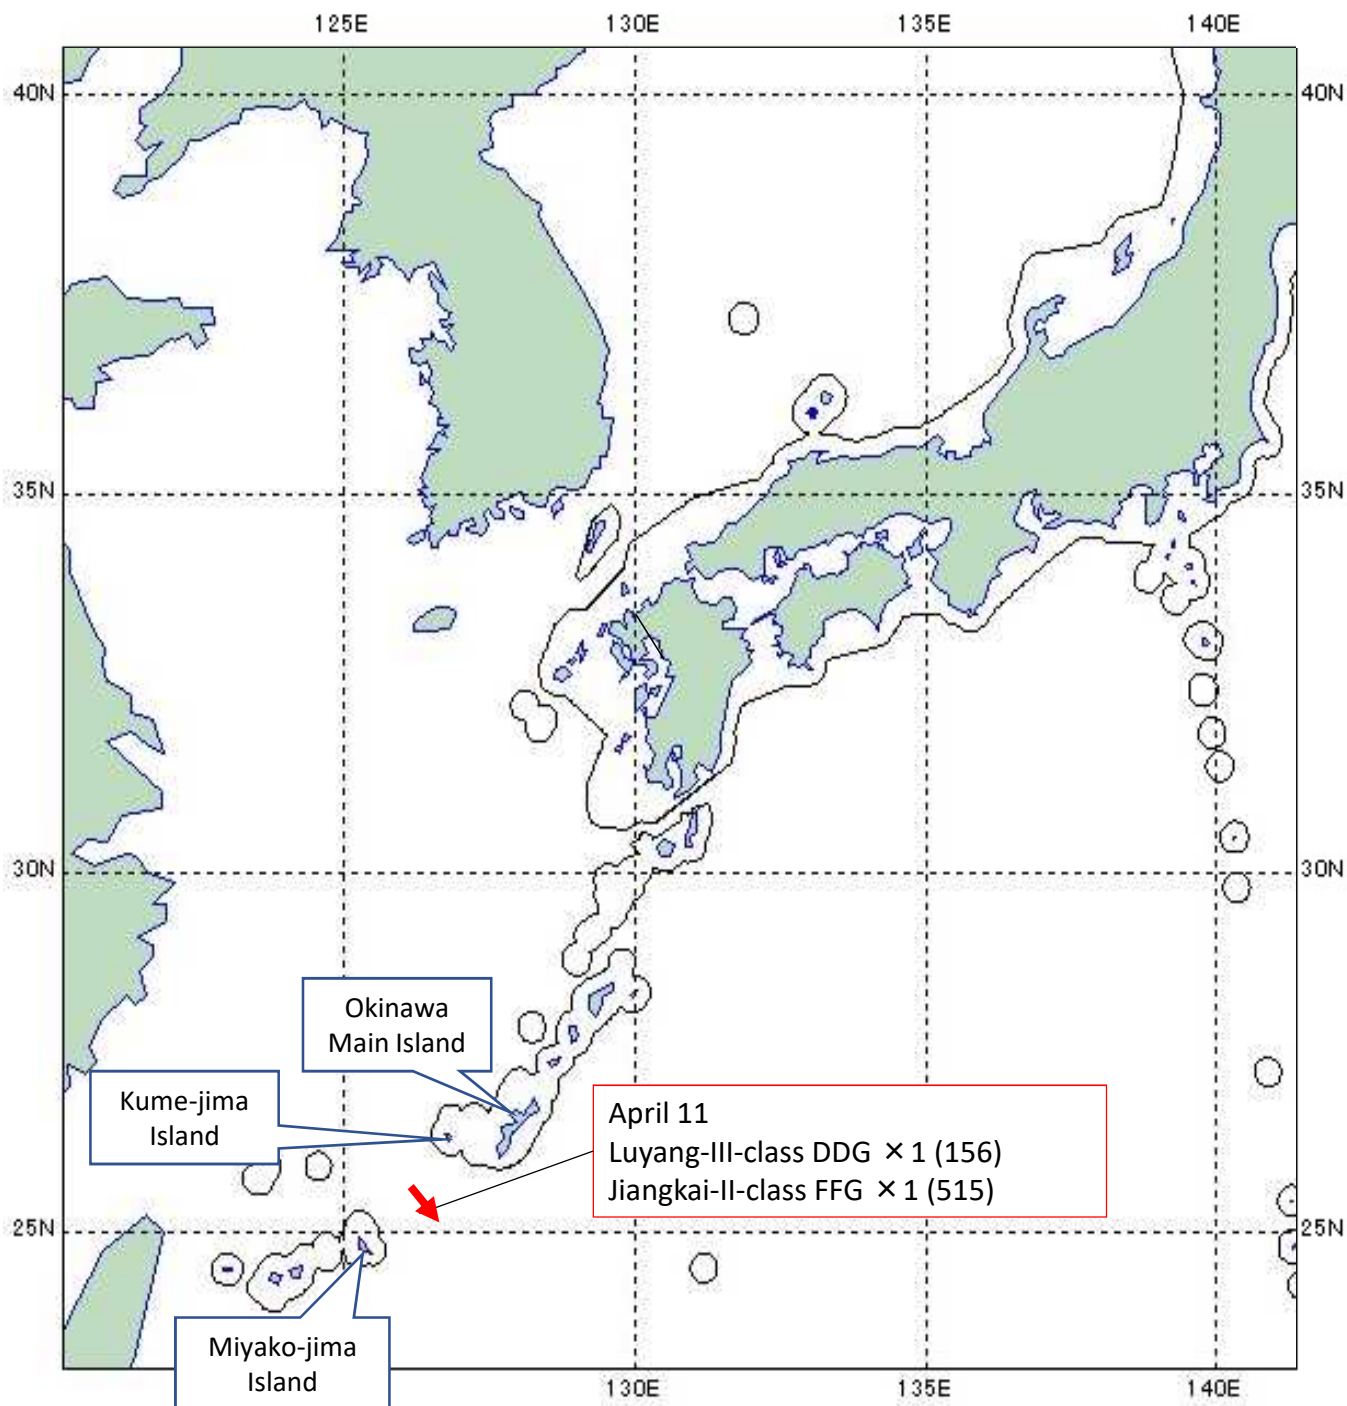 125E
130E
135E
140E
40N
40N
35N
35N
30N
30N
Okinawa
Main Island
Kume-jima
Island
April 11
Luyang-III-class DDG ×1 (156)
Jiangkai-II-class FFG ×1 (515)
25N
25N
Miyako-jima
Island
130E
135E
140E